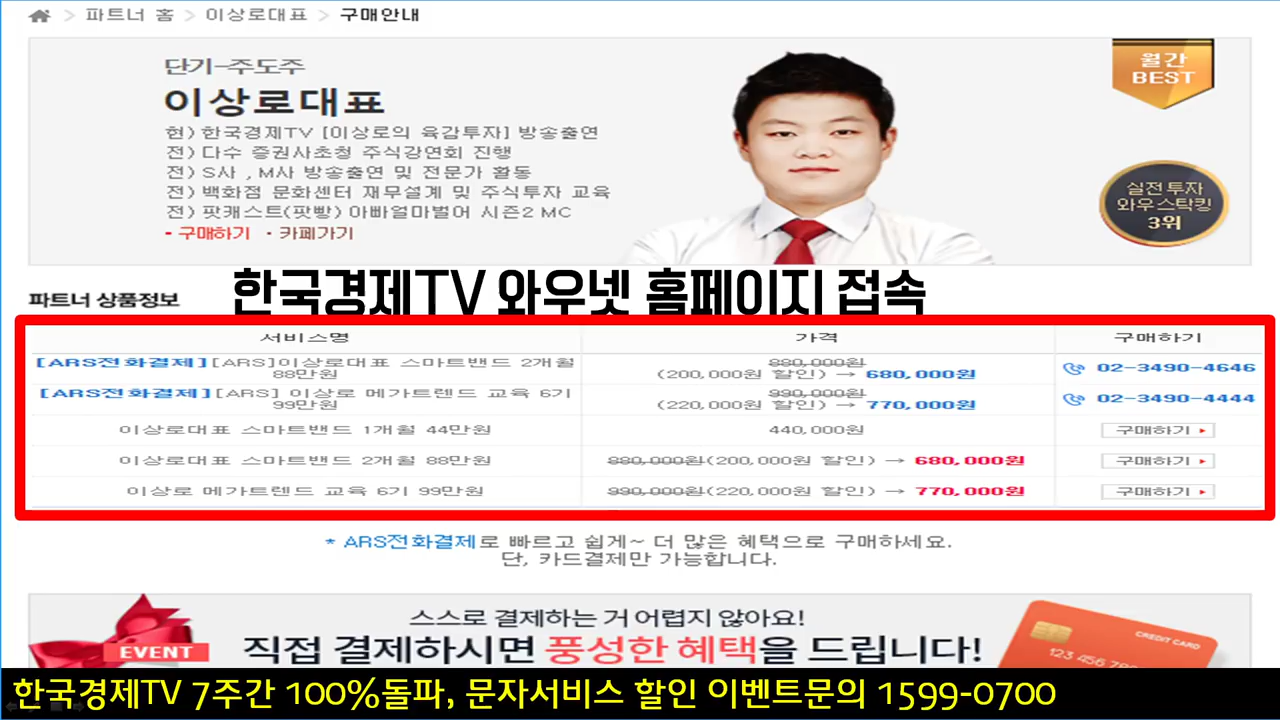 파트너 홈 > 이상로대표 > 구매안내
단기-주도주
이상로대표
현) 한국경제TV [이상로의 육감투자] 방송출연
전) 다수 증권사초청 주식강연회 진행
전) S사 , M사 방송출연 및 전문가 활동
전) 백화점 문화센터 재무설계 및 주식투자 교육
전) 팟캐스트(팟빵) 아빠얼마벌어 시즌2 MC
- 구매하기 · 카페가기
월간
BEST
실전투자
와우스탁킹
3위
파트너 상품정보
한국경제TV 와우넷 홈페이지 접속
서비스명 가격 구매하기
[ARS전화결제][ARS]이상로대표 스마트밴드 2개월
88만원
880,000원
(200,000원 할인) → 680,000원
02-3490-4646
[ARS전화결제][ARS] 이상로 메가트렌드 교육 6기
99만원
990,000원
(220,000원 할인) → 770,000원
02-3490-4444
이상로대표 스마트밴드 1개월 44만원 440,000원 구매하기
이상로대표 스마트밴드 2개월 88만원 880,000원(200,000원 할인) → 680,000원 구매하기
이상로 메가트렌드 교육 6기 99만원 990,000원(220,000원 할인) → 770,000원 구매하기
* ARS전화결제로 빠르고 쉽게~ 더 많은 혜택으로 구매하세요.
단, 카드결제만 가능합니다.
스스로 결제하는 거 어렵지 않아요!
EVENT
직접 결제하시면 풍성한 혜택을 드립니다!
CREDIT CARD
123 456
한국경제TV 7주간 100%돌파, 문자서비스 할인 이벤트문의 1599-0700